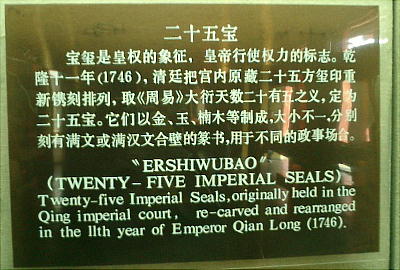 二十五宝
宝玺是皇权的象征，皇帝行使权力的标志。乾
隆十一年(1746)，清廷把宫内原藏二十五方玺印重
新镌刻排列，取《周易》大衍天数二十有五之义，定为
二十五宝。它们以金、玉、楠木等制成，大小不一，分别
刻有满文或满汉文合壁的篆书，用于不同的政事场合。
"ERSHIWUBAO"
(TWENTY-FIVE IMPERIAL SEALS)
Twenty-five Imperial Seals, originally held in the
Qing imperial court, re-carved and rearranged
in the llth year of Emperor Qian Long (1746).